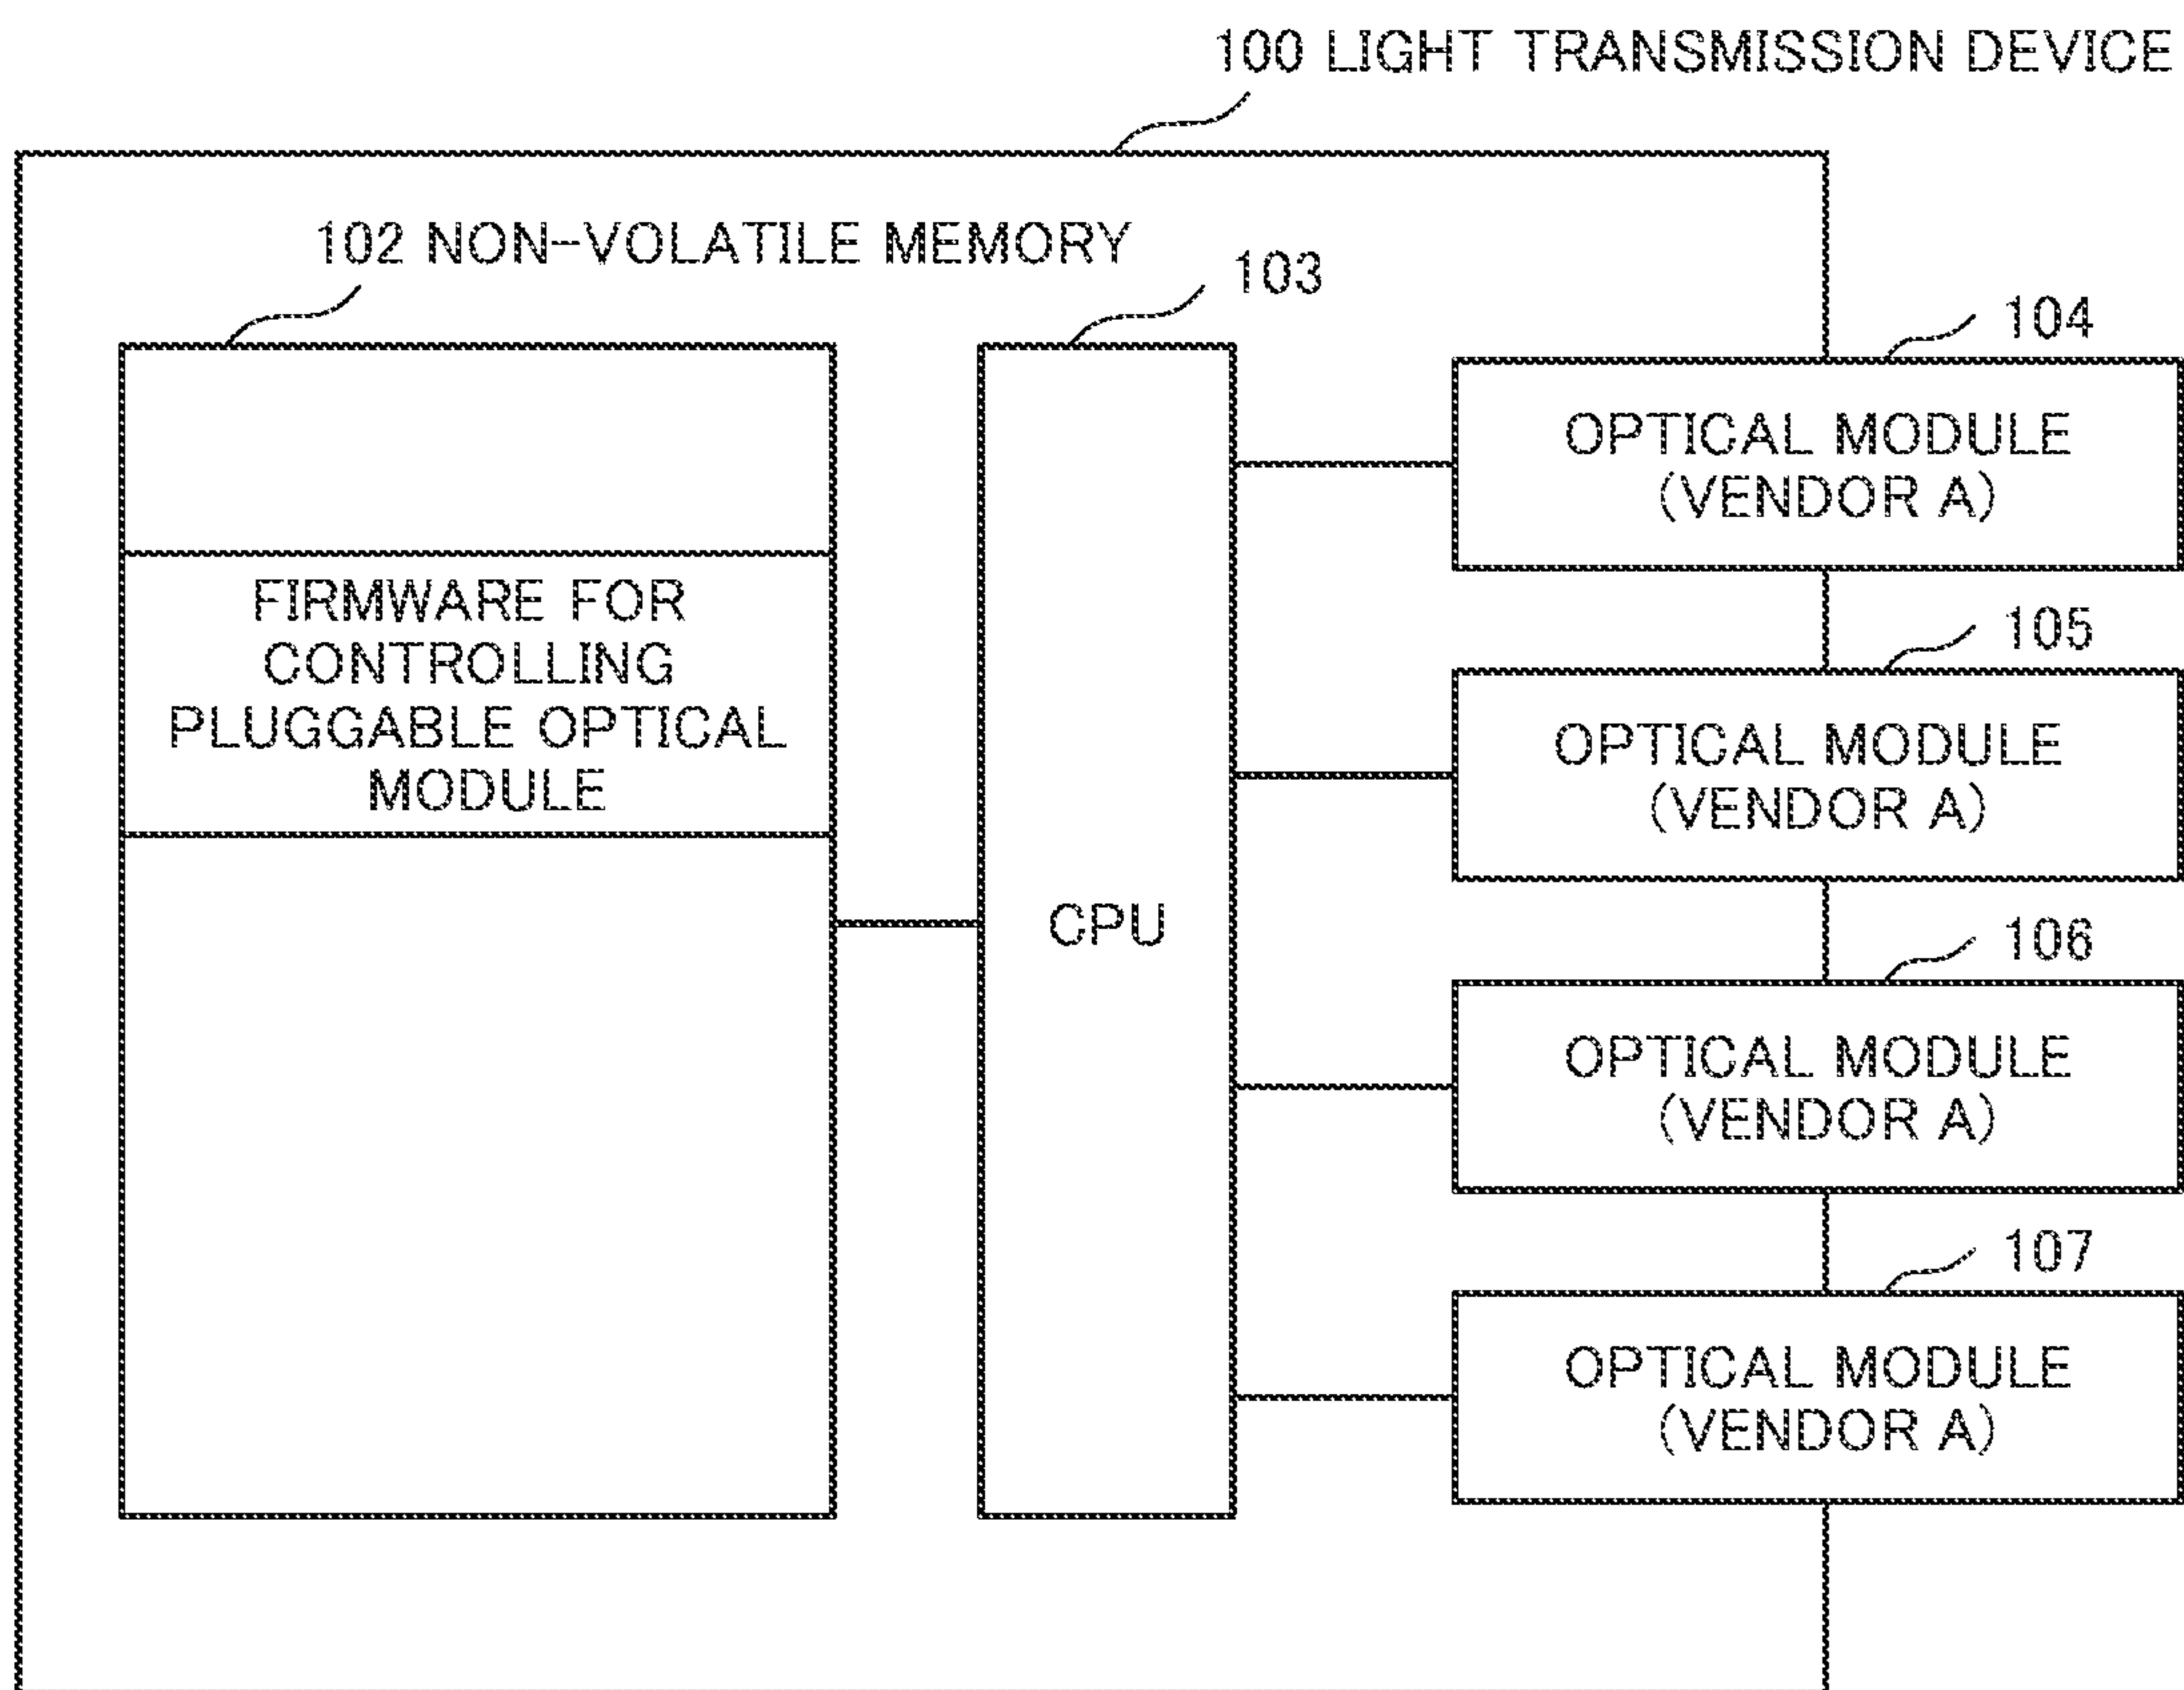 100 LIGHT TRANSMISSION DEVICE
102 NON-VOLATILE MEMORY
103
104
OPTICAL MODULE
(VENDOR A)
FIRMWARE FOR
CONTROLLING
PLUGGABLE OPTICAL
MODULE
105
OPTICAL MODULE
(VENDOR A)
CPU
106
OPTICAL MODULE
(VENDOR A)
107
OPTICAL MODULE
(VENDOR A)